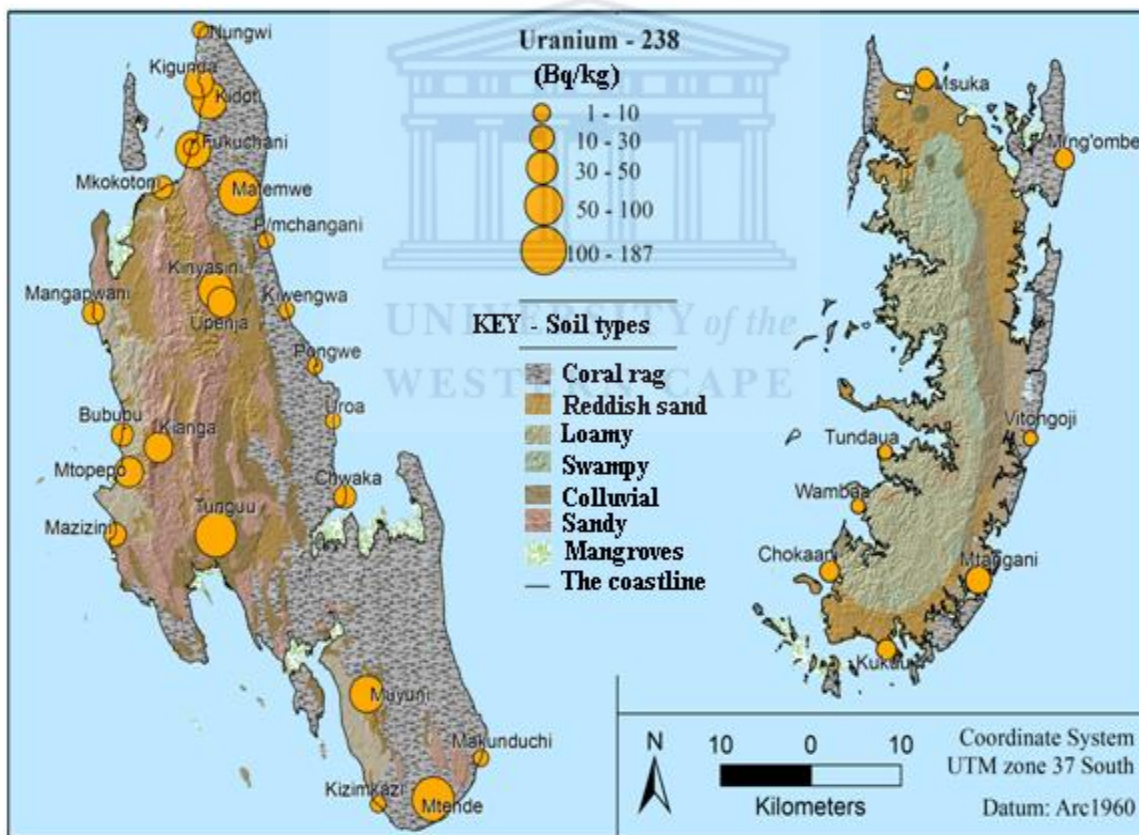 Nungwi
Kigunda
Kidoti
Fukuchani
Mkokotoni
Matemwe
P/mchangani
Kinyasini
Mangapwani
Upenja
Kiwengwa
Pongwe
Uroa
Bububu
Kianga
Mtopepo
Chwaka
Mazizini
Tunguu
Muyuni
Makunduchi
Kizimkazi
Mtende
Uranium - 238
(Bq/kg)
1 - 10
10 - 30
30 - 50
50 - 100
100 - 187
UNIVERSITY of the
WESTERN CAPE
KEY - Soil types
Coral rag
Reddish sand
Loamy
Swampy
Colluvial
Sandy
Mangroves
The coastline
Msuka
M/ng'ombe
Vitongoji
Tundaua
Wambaa
Chokaani
Mtangani
N
10 0 10
Kilometers
Coordinate System
UTM zone 37 South
Datum: Arc1960